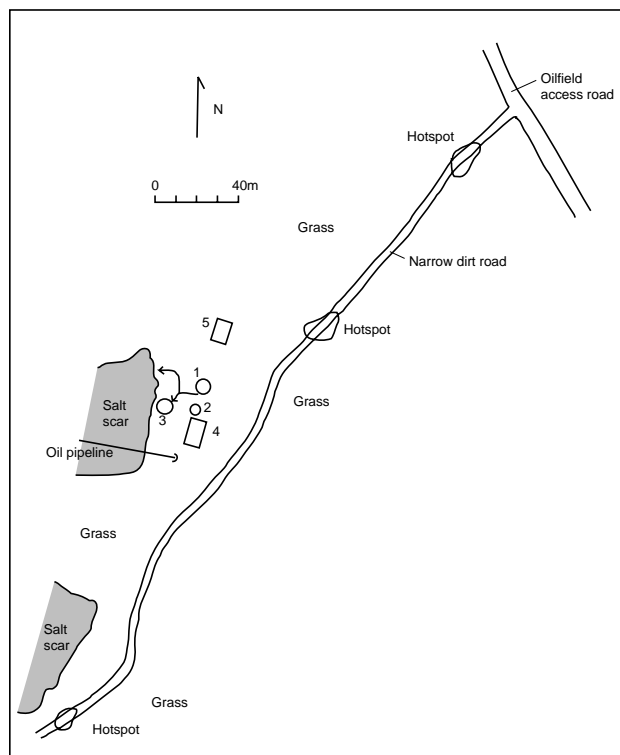 Oilfield
access road
Hotspot
N
0 40m
Grass
Narrow dirt road
5
Hotspot
1
Grass
2
Salt
scar
3
4
Oil pipeline
Grass
Salt
scar
Grass
Hotspot